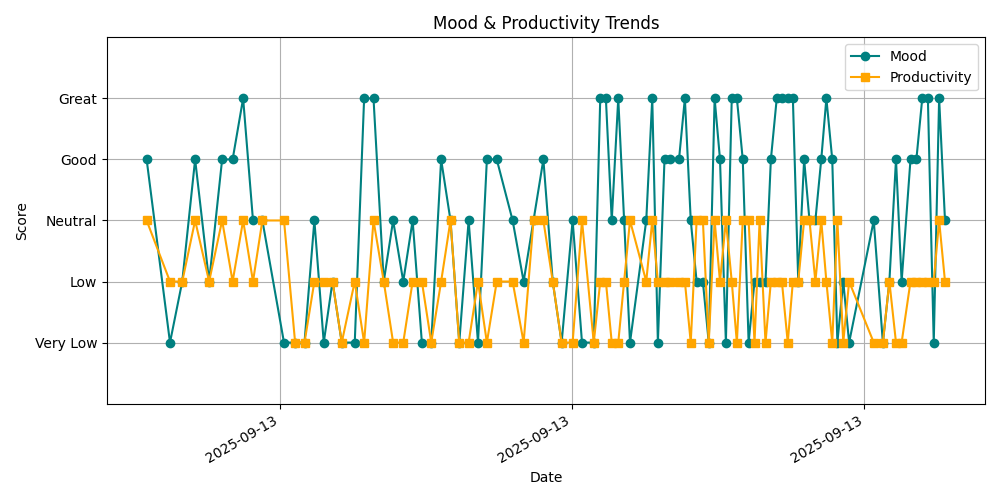 Mood & Productivity Trends
Mood
Productivity
Great
Good
Neutral
Low
Very Low
Score
2025-09-13
2025-09-13
2025-09-13
Date